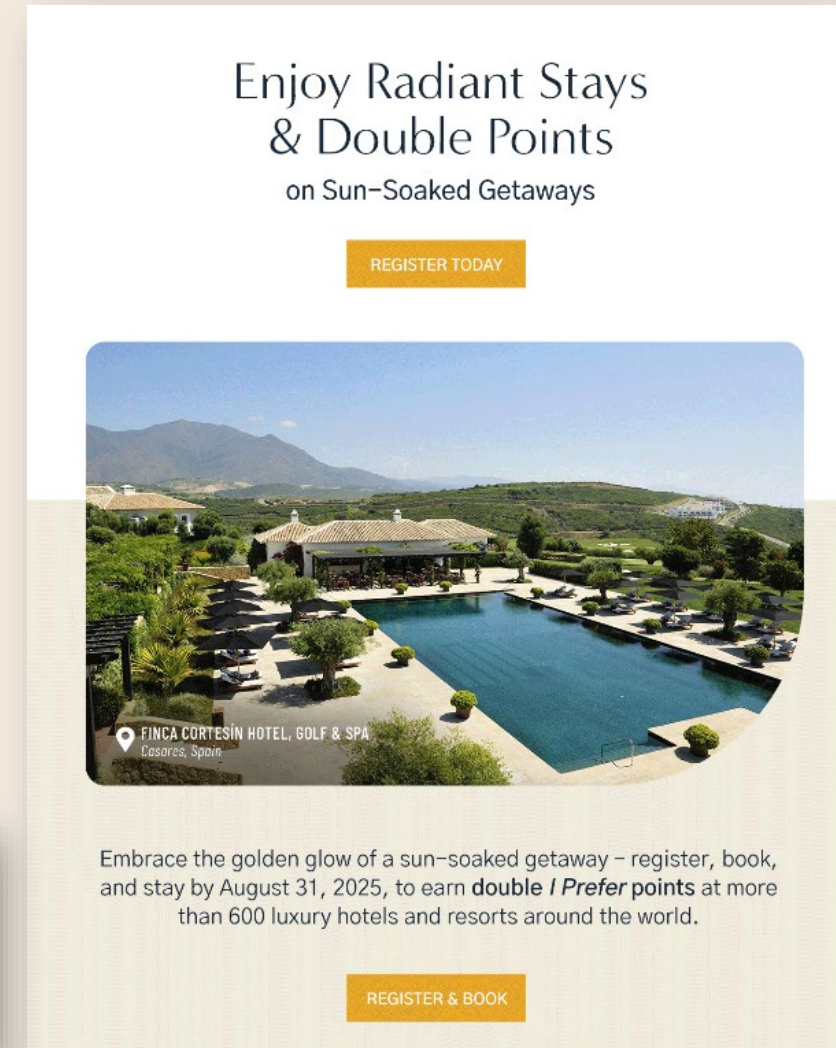 Enjoy Radiant Stays
& Double Points
on Sun-Soaked Getaways
REGISTER TODAY
FINCA CORTESÍN HOTEL, GOLF & SPA
Casares, Spain
Embrace the golden glow of a sun-soaked getaway – register, book,
and stay by August 31, 2025, to earn double I Prefer points at more
than 600 luxury hotels and resorts around the world.
REGISTER & BOOK